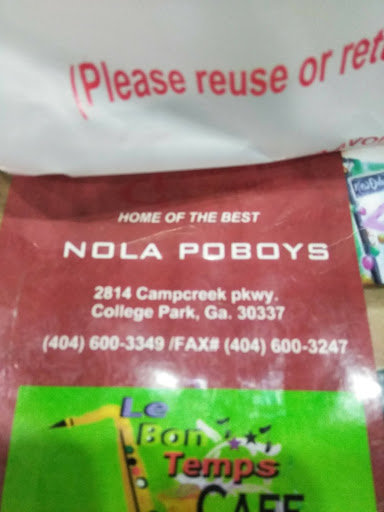 (Please reuse or
HOME OF THE BEST
NOLA POBOYS
2814 Campcreek pkwy.
College Park, Ga. 30337
(404) 600-3349 /FAX# (404) 600-3247
Le
Bon
Temps
CAFE